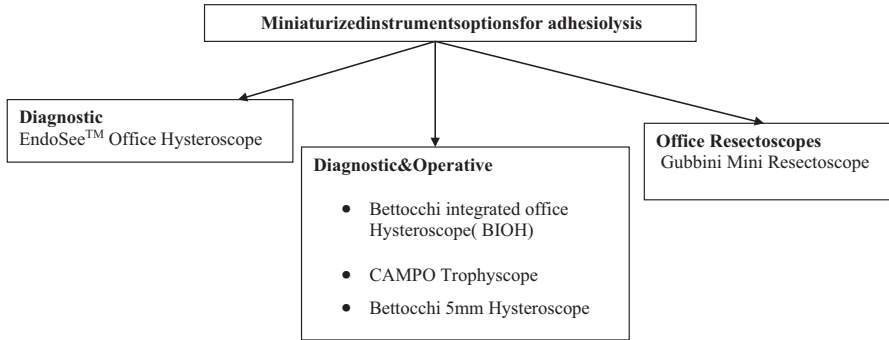 Miniaturizedinstrumentsoptionsfor adhesiolysis
Diagnostic
EndoSee™ Office Hysteroscope
Diagnostic&Operative
● Bettocchi integrated office
Hysteroscope( BIOH)
● CAMPO Trophyscope
● Bettocchi 5mm Hysteroscope
Office Resectoscopes
Gubbini Mini Resectoscope